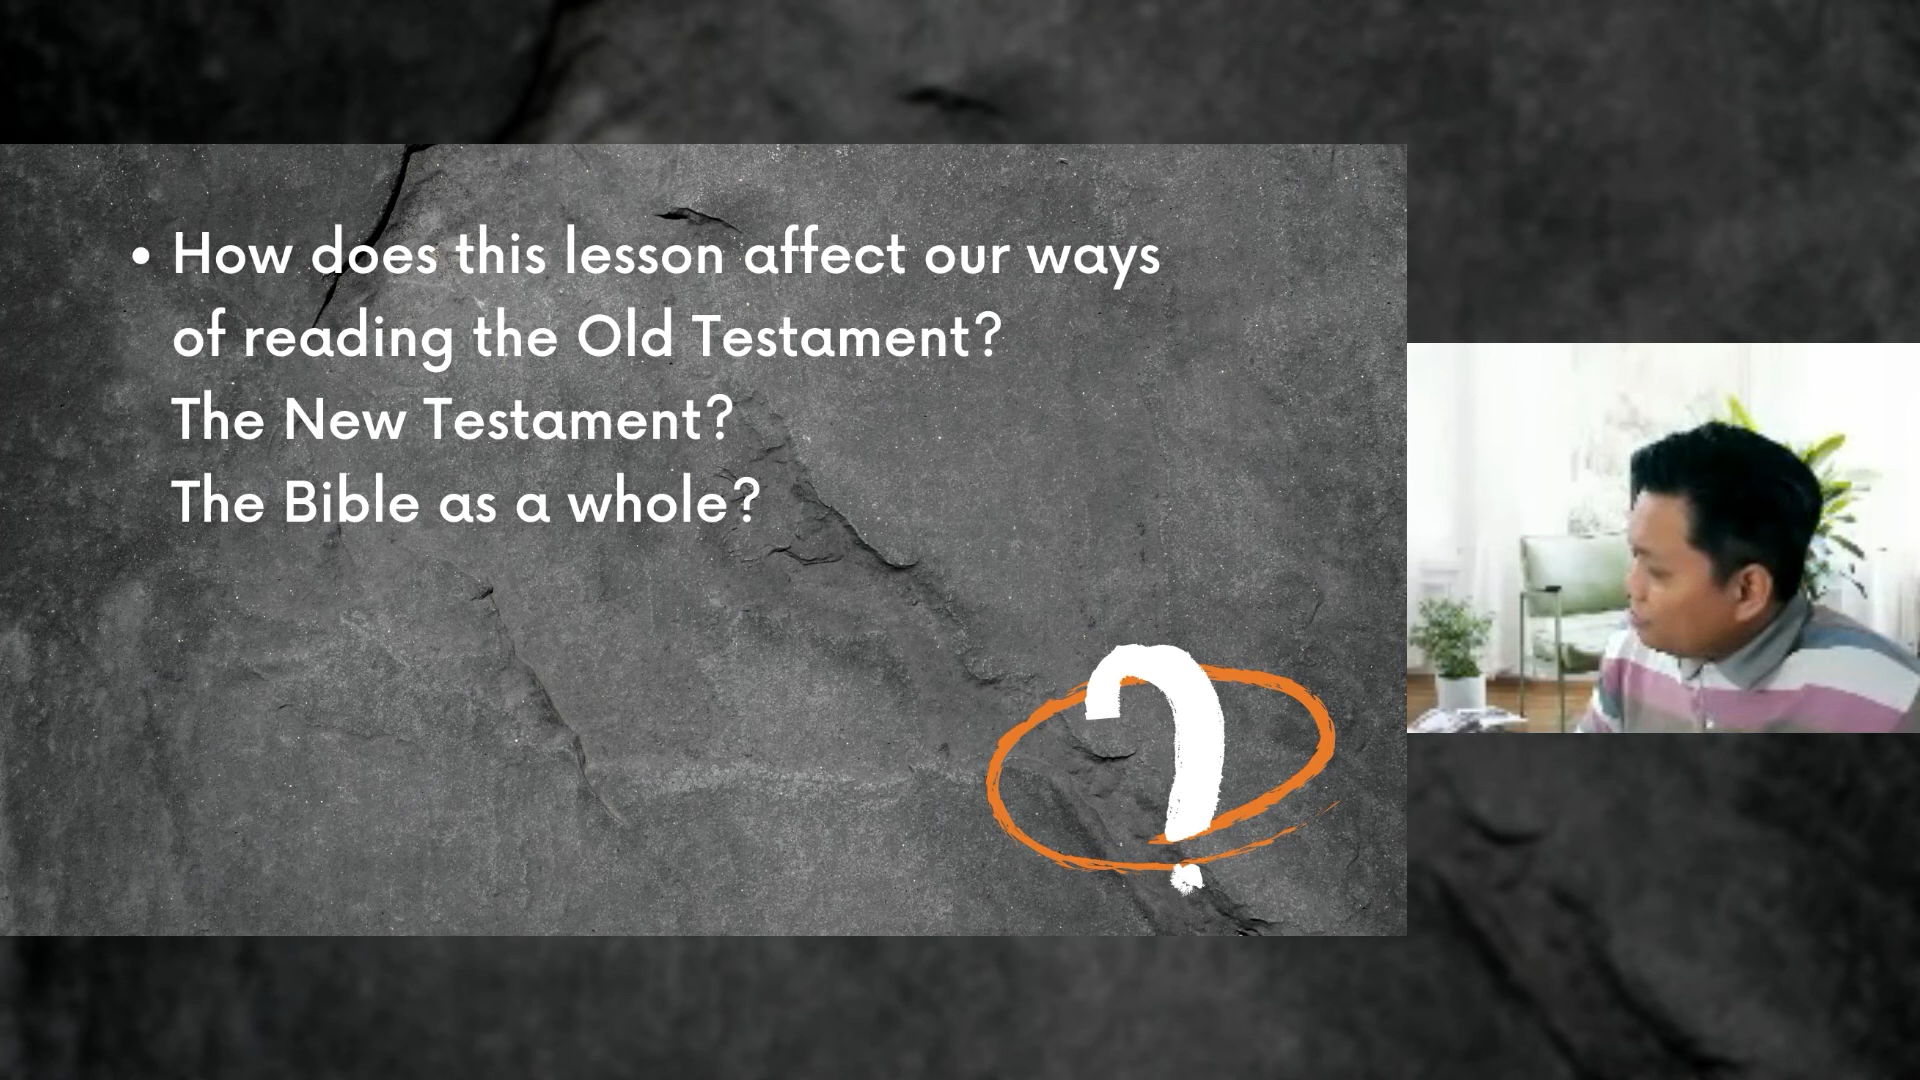 • How does this lesson affect our ways
of reading the Old Testament?
The New Testament?
The Bible as a whole?
?